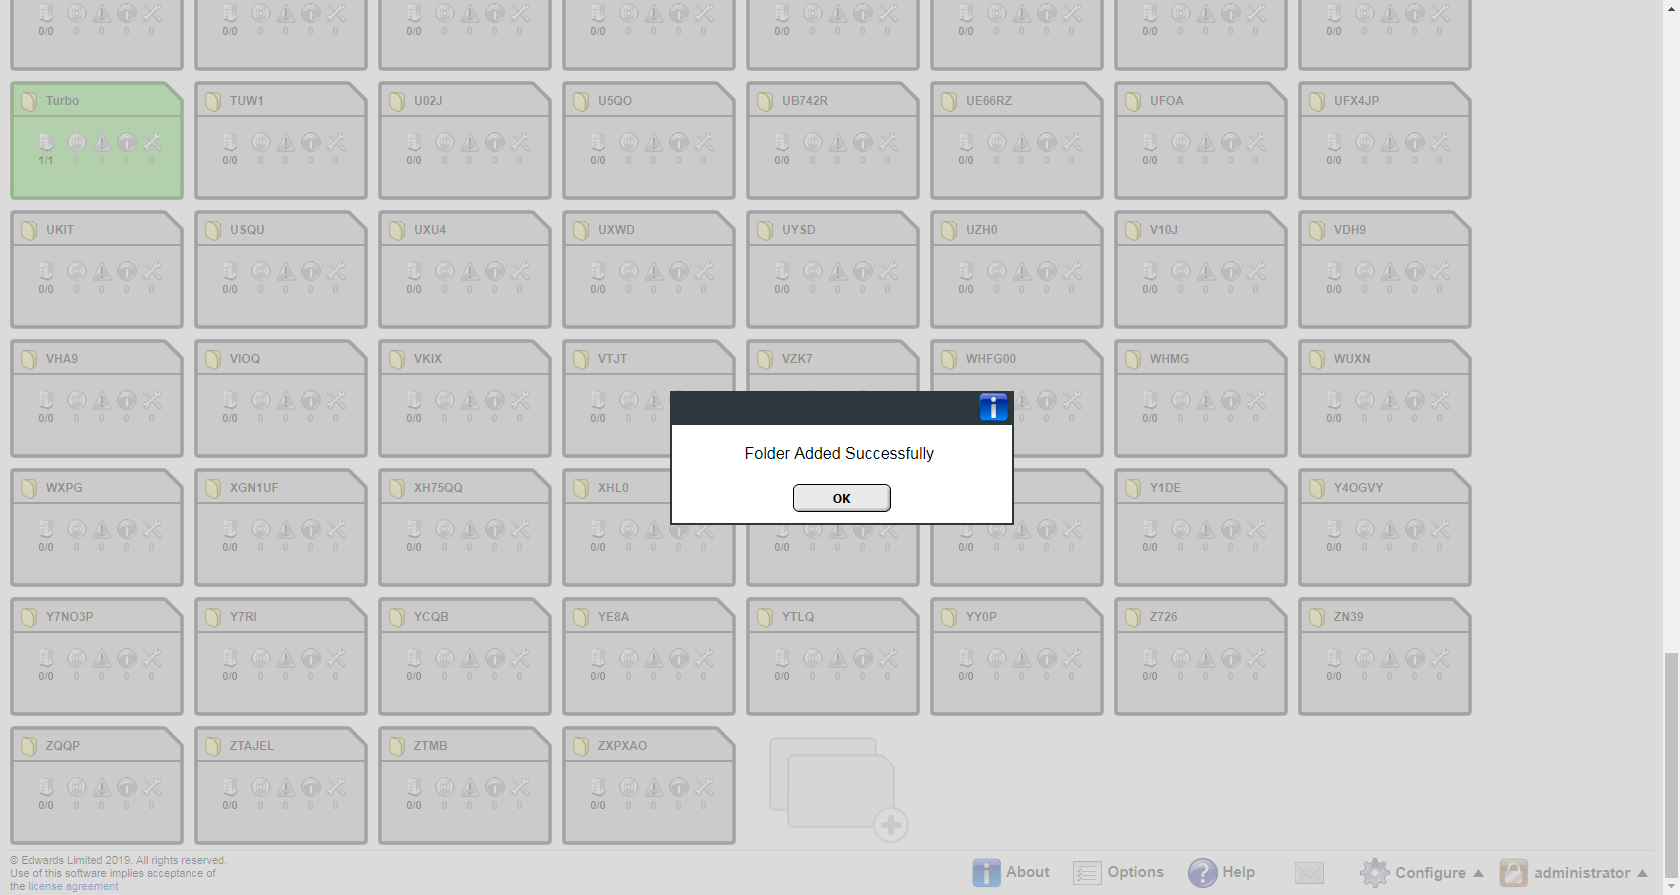 0/0 0 0 0 0 0/0 0 0 0 0 0/0 0 0 0 0 0/0 0 0 0 0 0/0 0 0 0 0 0/0 0 0 0 0 0/0 0 0 0 0 0/0 0 0 0 0
Turbo TUW1 U02J U5QO UB742R UE66RZ UFOA UFX4JP
1/1 0 0 0 0 0/0 0 0 0 0 0/0 0 0 0 0 0/0 0 0 0 0 0/0 0 0 0 0 0/0 0 0 0 0 0/0 0 0 0 0 0/0 0 0 0 0
UKIT USQU UXU4 UXWD UYSD UZH0 V10J VDH9
0/0 0 0 0 0 0/0 0 0 0 0 0/0 0 0 0 0 0/0 0 0 0 0 0/0 0 0 0 0 0/0 0 0 0 0 0/0 0 0 0 0 0/0 0 0 0 0
VHA9 VIOQ VKIX VTJT VZK7 WHFG00 WHMG WUXN
0/0 0 0 0 0 0/0 0 0 0 0 0/0 0 0 0 0 0/0 0 0 0 0/0 0 0 0 0 0/0 0 0 0 0
Folder Added Successfully
OK
WXPG XGN1UF XH75QQ XHL0 Y1DE Y4OGVY
0/0 0 0 0 0 0/0 0 0 0 0 0/0 0 0 0 0 0/0 0 0 0 0 0/0 0 0 0 0 0/0 0 0 0 0 0/0 0 0 0 0 0/0 0 0 0 0
Y7NO3P Y7RI YCQB YE8A YTLQ YY0P Z726 ZN39
0/0 0 0 0 0 0/0 0 0 0 0 0/0 0 0 0 0 0/0 0 0 0 0 0/0 0 0 0 0 0/0 0 0 0 0 0/0 0 0 0 0 0/0 0 0 0 0
ZQQP ZTAJEL ZTMB ZXPXAO
0/0 0 0 0 0 0/0 0 0 0 0 0/0 0 0 0 0 0/0 0 0 0 0
© Edwards Limited 2019. All rights reserved.
Use of this software implies acceptance of
the license agreement
About Options Help Configure administrator